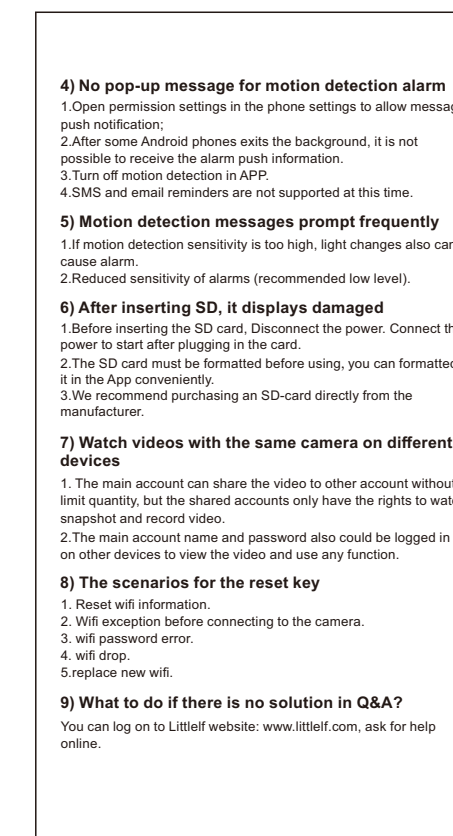 4) No pop-up message for motion detection alarm
1.Open permission settings in the phone settings to allow
push notification;
2.After some Android phones exits the background, it is not
possible to receive the alarm push information.
3.Turn off motion detection in APP.
4.SMS and email reminders are not supported at this time.
5) Motion detection messages prompt frequently
1.If motion detection sensitivity is too high, light changes also can
cause alarm.
2.Reduced sensitivity of alarms (recommended low level).
6) After inserting SD, it displays damaged
1.Before inserting the SD card, Disconnect the power. Connect
power to start after plugging in the card.
2.The SD card must be formatted before using, you can formatted
it in the App conveniently.
3.We recommend purchasing an SD-card directly from the
manufacturer.
7) Watch videos with the same camera on different
devices
1. The main account can share the video to other account without
limit quantity, but the shared accounts only have the rights to
snapshot and record video.
2.The main account name and password also could be logged in
on other devices to view the video and use any function.
8) The scenarios for the reset key
1. Reset wifi information.
2. Wifi exception before connecting to the camera.
3. wifi password error.
4. wifi drop.
5.replace new wifi.
9) What to do if there is no solution in Q&A?
You can log on to Littlelf website: www.littlelf.com, ask for help
online.